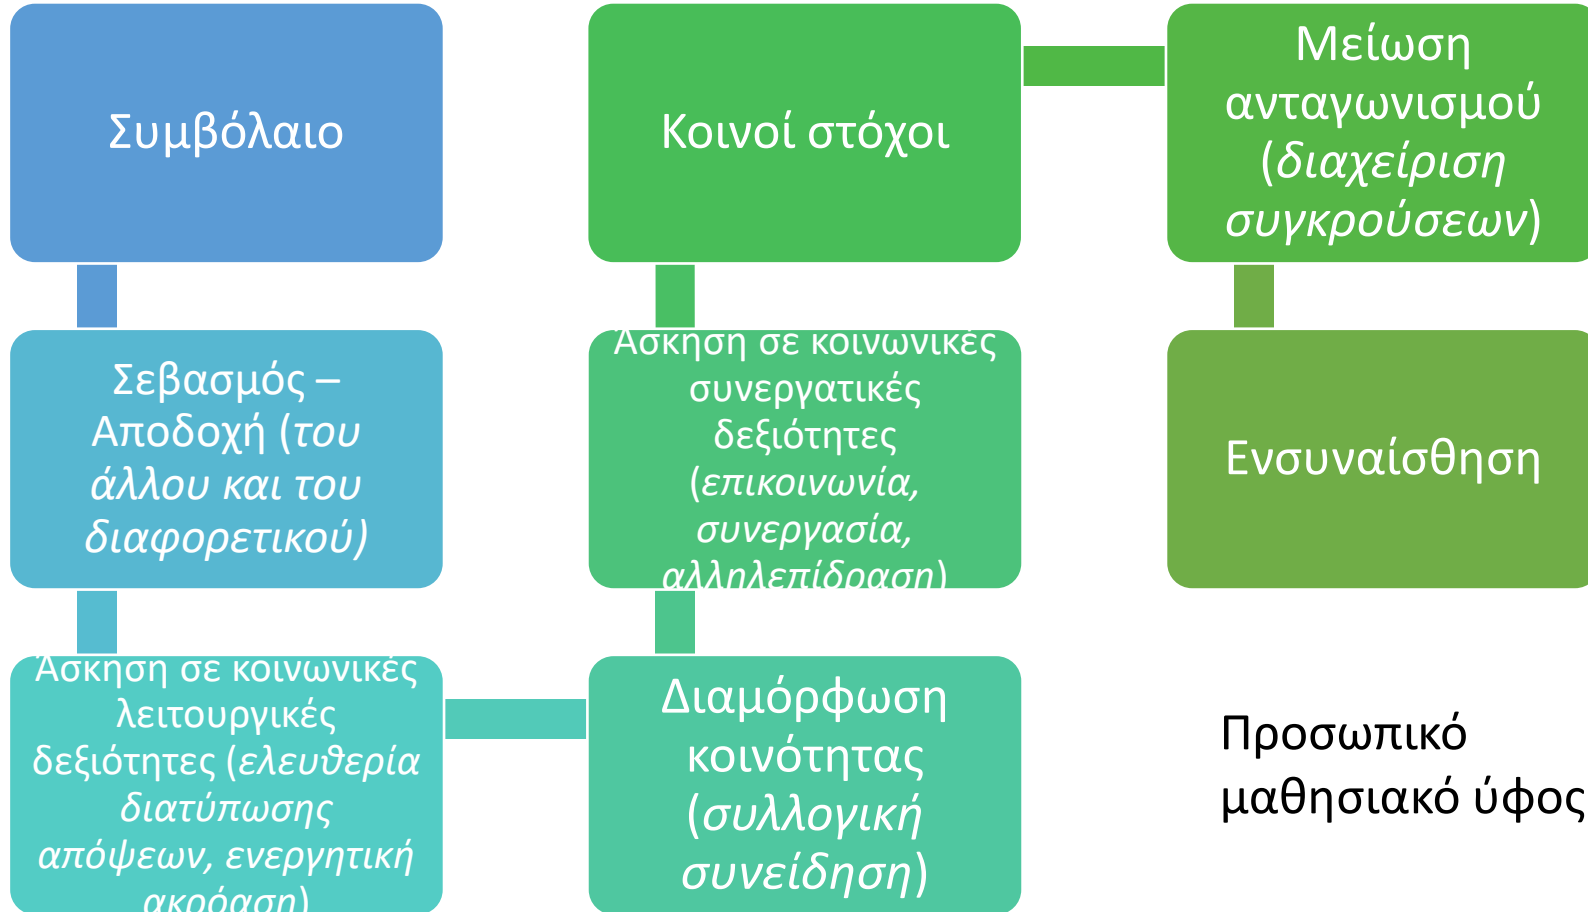 Συμβόλαιο
Σεβασμός –
Αποδοχή (του
άλλου και του
διαφορετικού)
Άσκηση σε κοινωνικές
λειτουργικές
δεξιότητες (ελευθερία
διατύπωσης
απόψεων, ενεργητική
ακρόαση)
Διαμόρφωση
κοινότητας
(συλλογική
συνείδηση)
Άσκηση σε κοινωνικές
συνεργατικές
δεξιότητες
(επικοινωνία,
συνεργασία,
αλληλεπίδραση)
Κοινοί στόχοι
Μείωση
ανταγωνισμού
(διαχείριση
συγκρούσεων)
Ενσυναίσθηση
Προσωπικό
μαθησιακό ύφος